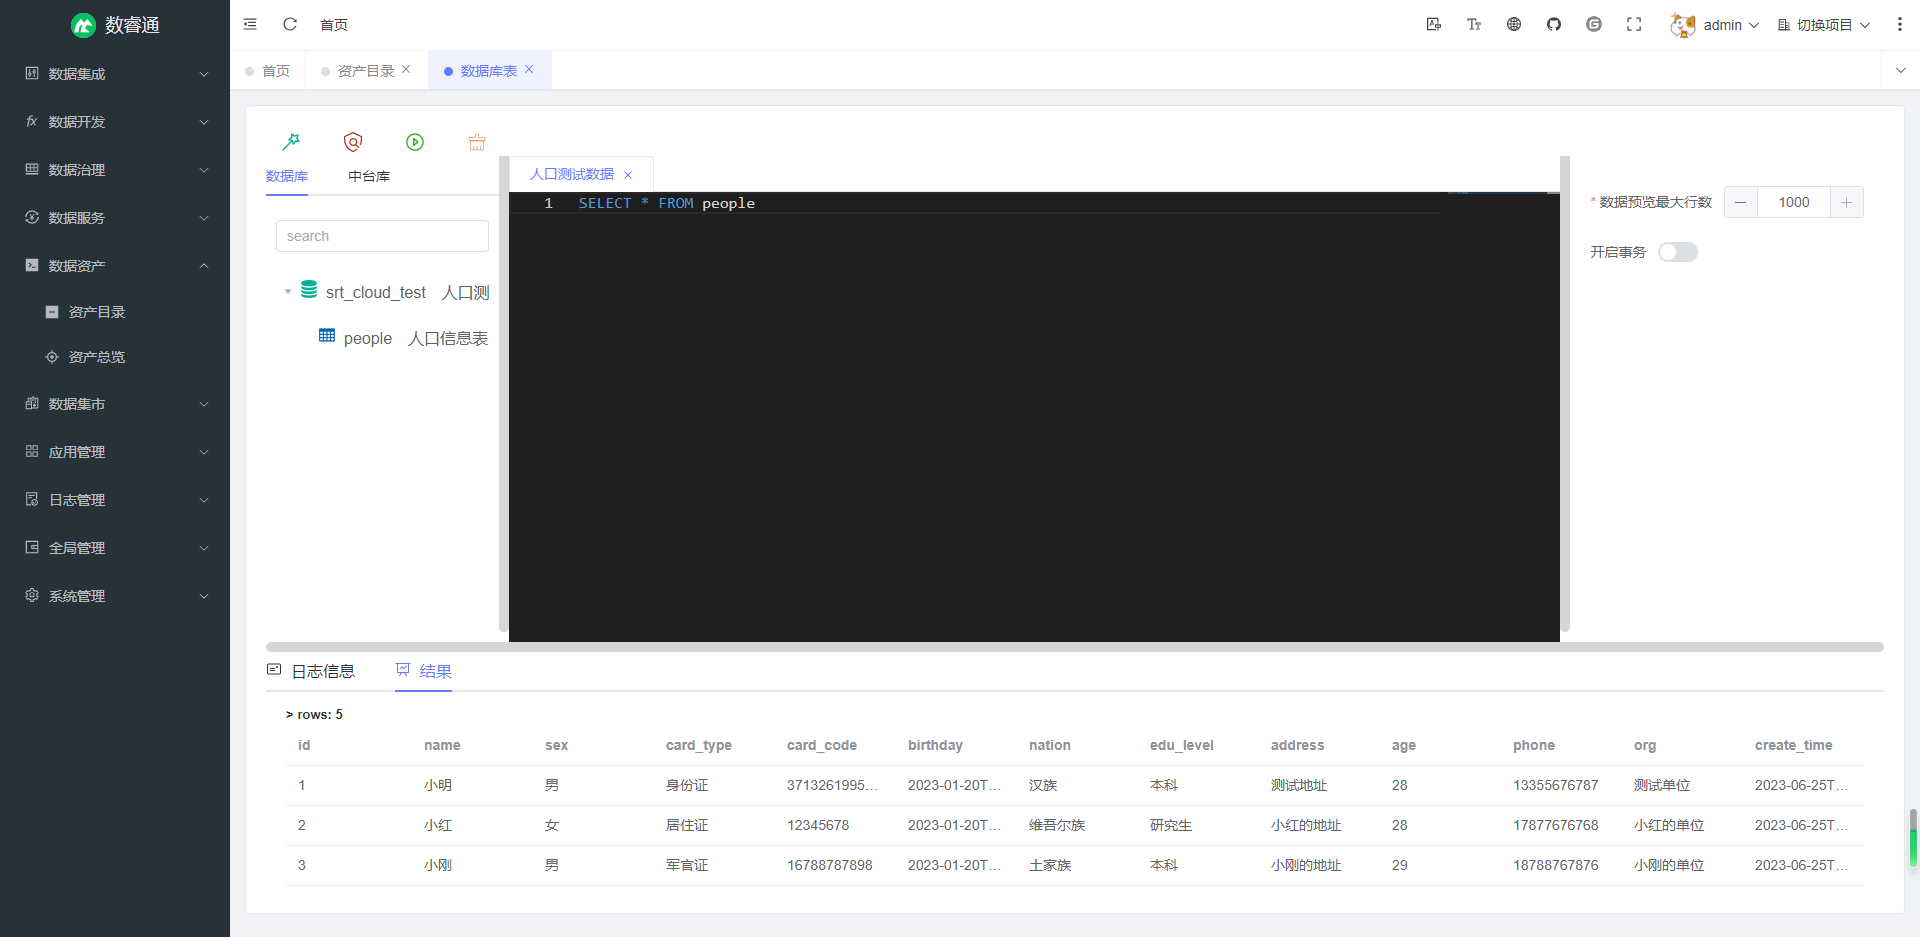 数睿通
首页
admin
切换项目
首页
资产目录
数据库表
数据集成
数据开发
数据治理
数据服务
数据资产
资产目录
资产总览
数据集市
应用管理
日志管理
全局管理
系统管理
数据库
中台库
search
srt_cloud_test 人口测
people 人口信息表
人口测试数据
1 SELECT * FROM people
* 数据预览最大行数 1000
开启事务
日志信息
结果
> rows: 5
id name sex card_type card_code birthday nation edu_level address age phone org create_time
1 小明 男 身份证 3713261995... 2023-01-20T... 汉族 本科 测试地址 28 13355676787 测试单位 2023-06-25T...
2 小红 女 居住证 12345678 2023-01-20T... 维吾尔族 研究生 小红的地址 28 17877676768 小红的单位 2023-06-25T...
3 小刚 男 军官证 16788787898 2023-01-20T... 土家族 本科 小刚的地址 29 18788767876 小刚的单位 2023-06-25T...